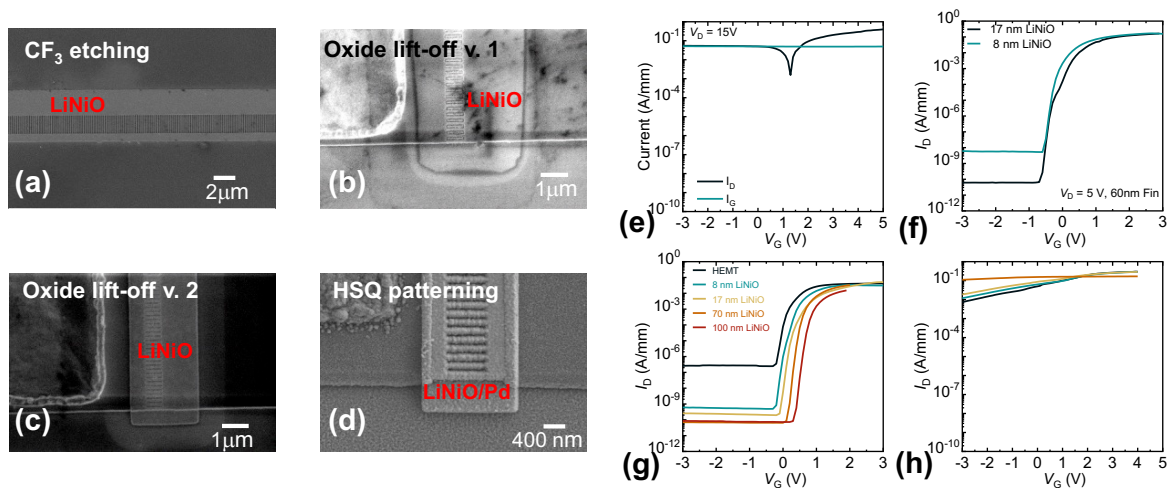 CF3 etching
LiNiO
(a)
2μm
Oxide lift-off v. 1
LiNiO
(b)
1μm
Oxide lift-off v. 2
LiNiO
(c)
1μm
HSQ patterning
LiNiO/Pd
(d)
400 nm
10^-1
10^-4
10^-7
10^-10
Current (A/mm)
VD = 15V
ID
IG
-3 -2 -1 0 1 2 3 4 5
VG (V)
(e)
10^0
10^-3
10^-6
10^-9
10^-12
ID (A/mm)
17 nm LiNiO
8 nm LiNiO
VD = 5 V, 60nm Fin
-3 -2 -1 0 1 2 3
VG (V)
(f)
10^0
10^-3
10^-6
10^-9
10^-12
ID (A/mm)
HEMT
8 nm LiNiO
17 nm LiNiO
70 nm LiNiO
100 nm LiNiO
-3 -2 -1 0 1 2 3
VG (V)
(g)
10^-1
10^-4
10^-7
10^-10
ID (A/mm)
-3 -2 -1 0 1 2 3 4 5
VG (V)
(h)